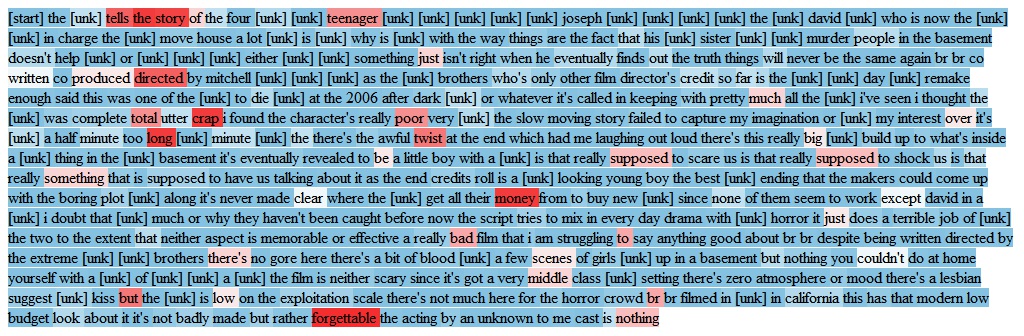 [start] the [unk] tells the story of the four [unk] [unk] teenager [unk] [unk] [unk] [unk] [unk] joseph [unk] [unk] [unk] [unk] the [unk] david [unk] who is now the [unk]
[unk] in charge the [unk] move house a lot [unk] is [unk] why is [unk] with the way things are the fact that his [unk] sister [unk] [unk] murder people in the basement
doesn't help [unk] or [unk] [unk] [unk] either [unk] [unk] something just isn't right when he eventually finds out the truth things will never be the same again br br co
written co produced directed by mitchell [unk] [unk] [unk] as the [unk] brothers who's only other film director's credit so far is the [unk] [unk] day [unk] remake
enough said this was one of the [unk] to die [unk] at the 2006 after dark [unk] or whatever it's called in keeping with pretty much all the [unk] i've seen i thought the
[unk] was complete total utter crap i found the character's really poor very [unk] the slow moving story failed to capture my imagination or [unk] my interest over it's
[unk] a half minute too long [unk] minute [unk] the there's the awful twist at the end which had me laughing out loud there's this really big [unk] build up to what's inside
a [unk] thing in the [unk] basement it's eventually revealed to be a little boy with a [unk] is that really supposed to scare us is that really supposed to shock us is that
really something that is supposed to have us talking about it as the end credits roll is a [unk] looking young boy the best [unk] ending that the makers could come up
with the boring plot [unk] along it's never made clear where the [unk] get all their money from to buy new [unk] since none of them seem to work except david in a
[unk] i doubt that [unk] much or why they haven't been caught before now the script tries to mix in every day drama with [unk] horror it just does a terrible job of [unk]
the two to the extent that neither aspect is memorable or effective a really bad film that i am struggling to say anything good about br br despite being written directed by
the extreme [unk] [unk] brothers there's no gore here there's a bit of blood [unk] a few scenes of girls [unk] up in a basement but nothing you couldn't do at home
yourself with a [unk] of [unk] [unk] a [unk] the film is neither scary since it's got a very middle class [unk] setting there's zero atmosphere or mood there's a lesbian
suggest [unk] kiss but the [unk] is low on the exploitation scale there's not much here for the horror crowd br br filmed in [unk] in california this has that modern low
budget look about it it's not badly made but rather forgettable the acting by an unknown to me cast is nothing